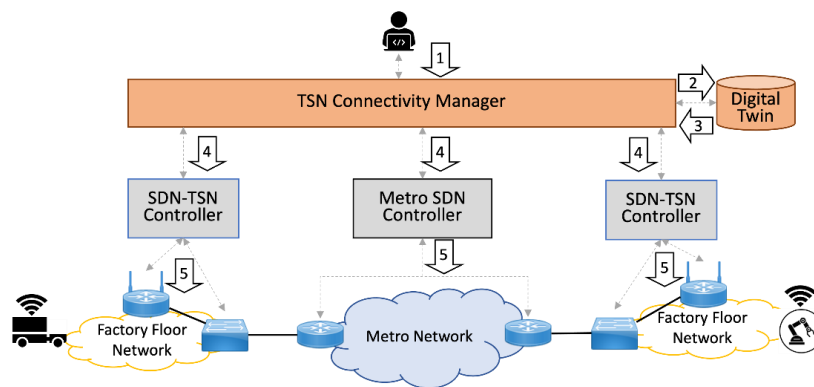 </>
1
TSN Connectivity Manager
2
3
Digital
Twin
4
4
4
SDN-TSN
Controller
Metro SDN
Controller
SDN-TSN
Controller
5
5
5
Factory Floor
Network
Metro Network
Factory Floor
Network